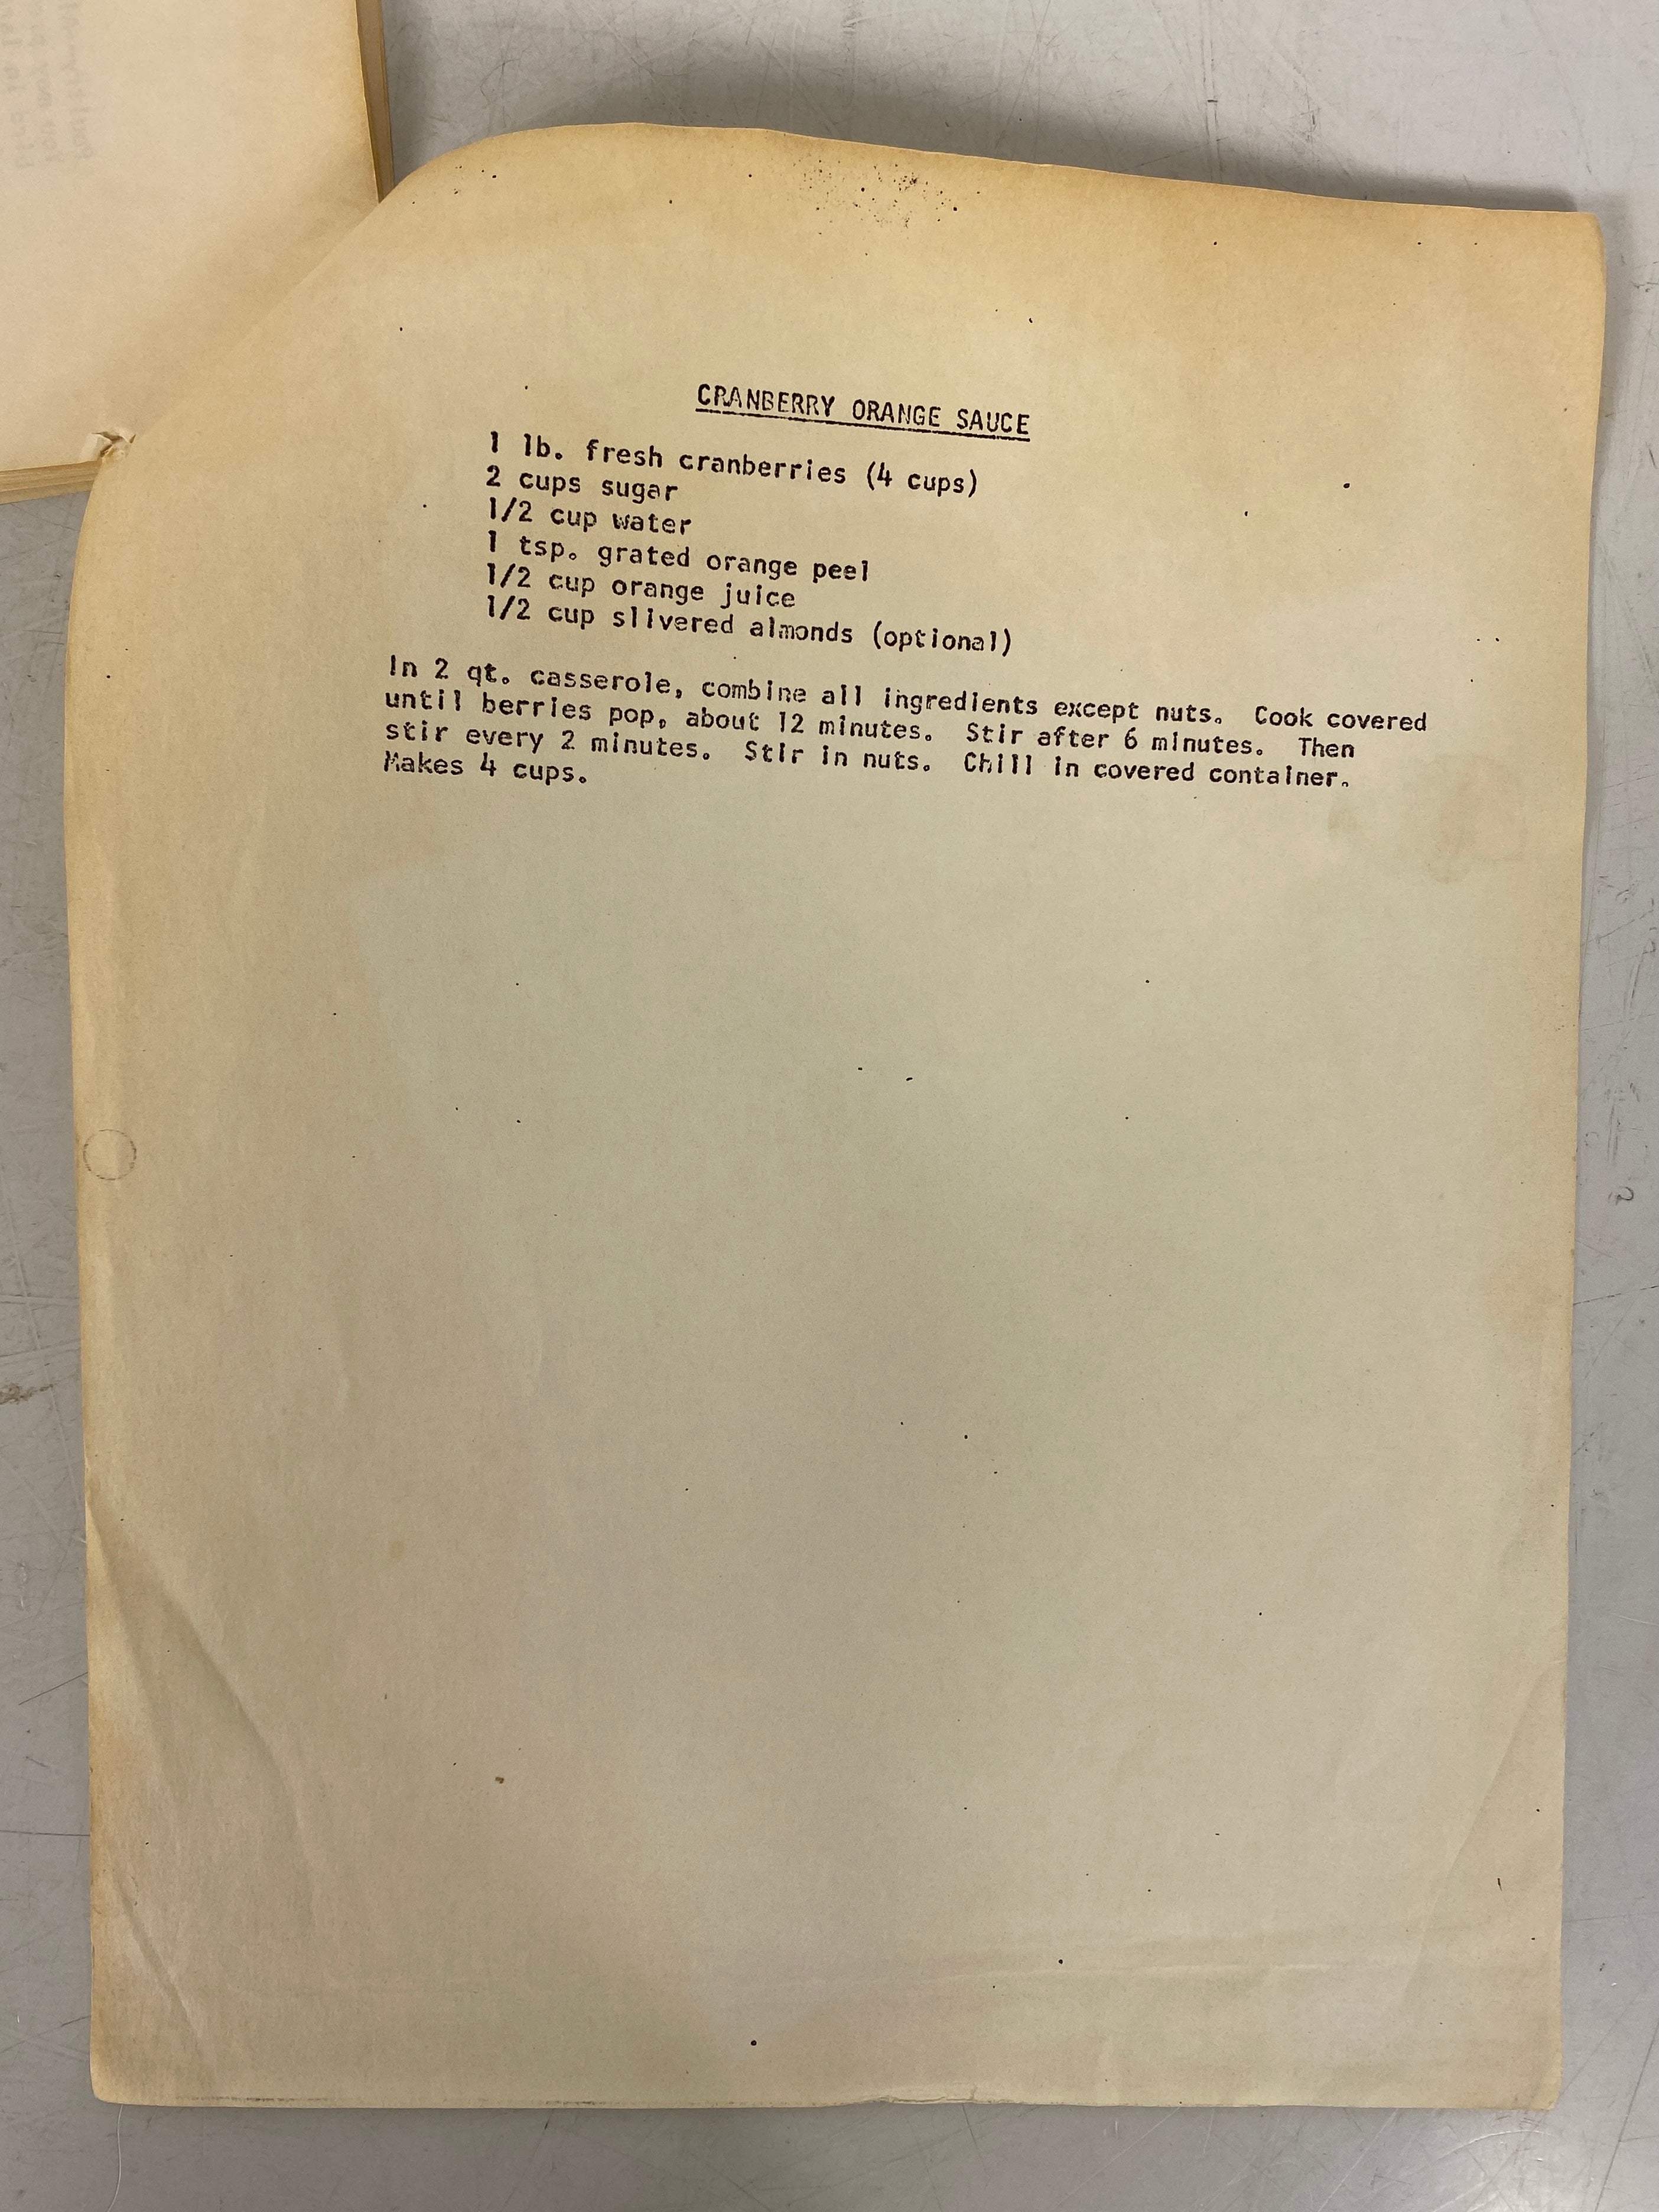 CRANBERRY ORANGE SAUCE
1 lb. fresh cranberries (4 cups)
2 cups sugar
1/2 cup water
1 tsp. grated orange peel
1/2 cup orange juice
1/2 cup slivered almonds (optional)
In 2 qt. casserole, combine all ingredients except nuts. Cook covered
until berries pop, about 12 minutes. Stir after 6 minutes. Then
stir every 2 minutes. Stir in nuts. Chill in covered container.
Makes 4 cups.